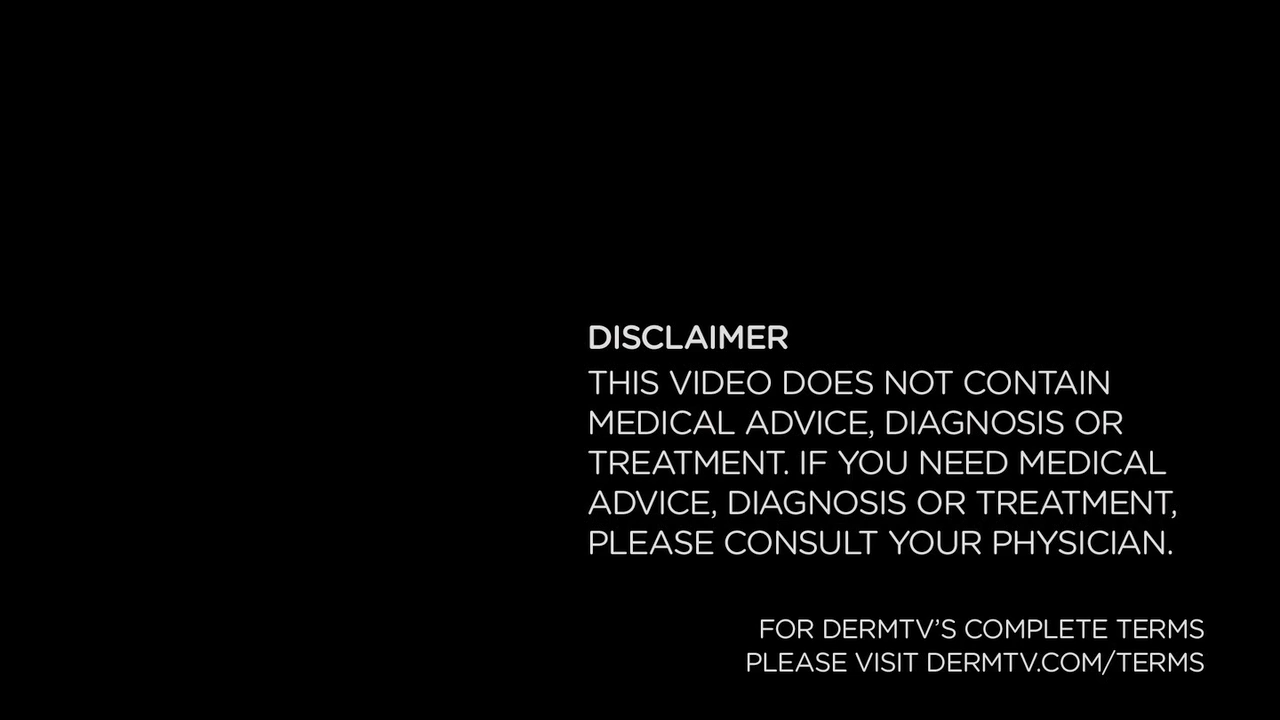 DISCLAIMER
THIS VIDEO DOES NOT CONTAIN
MEDICAL ADVICE, DIAGNOSIS OR
TREATMENT. IF YOU NEED MEDICAL
ADVICE, DIAGNOSIS OR TREATMENT,
PLEASE CONSULT YOUR PHYSICIAN.
FOR DERMTV’S COMPLETE TERMS
PLEASE VISIT DERMTV.COM/TERMS